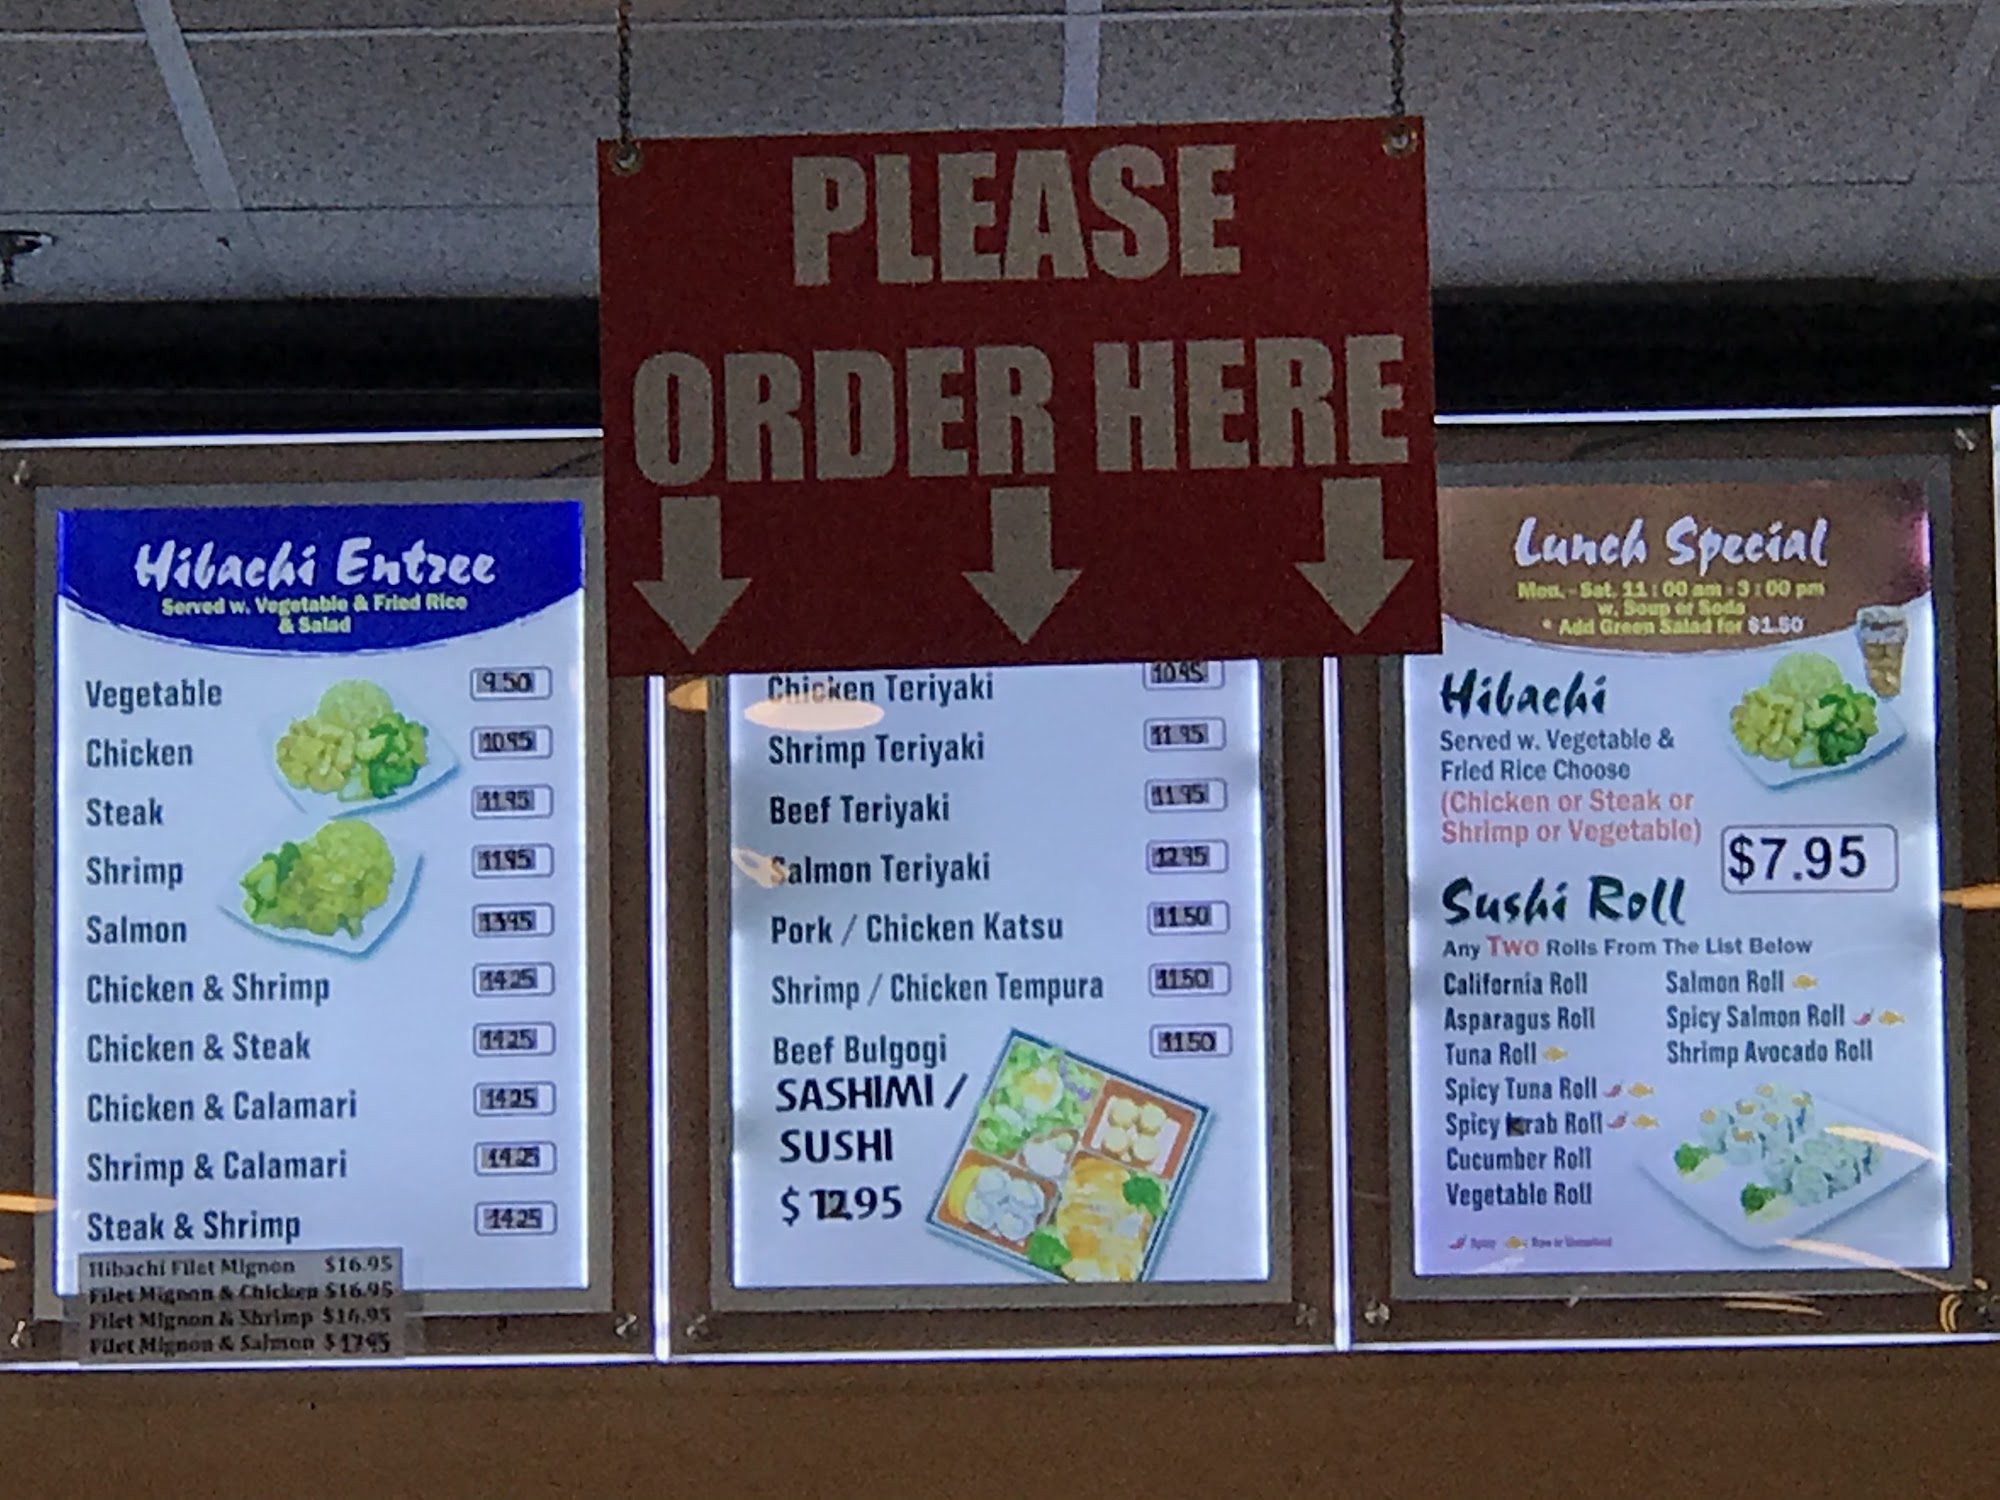 PLEASE
ORDER HERE
Hibachi Entree
Served w. Vegetable & Fried Rice
& Salad
Vegetable 9.50
Chicken 10.95
Steak 11.95
Shrimp 11.95
Salmon 13.95
Chicken & Shrimp 14.25
Chicken & Steak 14.25
Chicken & Calamari 14.25
Shrimp & Calamari 14.25
Steak & Shrimp 14.25
Hibachi Filet Mignon $16.95
Filet Mignon & Chicken $16.95
Filet Mignon & Shrimp $16.95
Filet Mignon & Salmon $17.95
Chicken Teriyaki 10.95
Shrimp Teriyaki 11.95
Beef Teriyaki 11.95
Salmon Teriyaki 12.95
Pork / Chicken Katsu 11.50
Shrimp / Chicken Tempura 11.50
Beef Bulgogi 11.50
SASHIMI /
SUSHI
$ 12.95
Lunch Special
Mon. - Sat. 11:00 am - 3:00 pm
w. Soup or Soda
* Add Green Salad for $1.50
Hibachi
Served w. Vegetable &
Fried Rice Choose
(Chicken or Steak or
Shrimp or Vegetable)
$7.95
Sushi Roll
Any Two Rolls From The List Below
California Roll
Asparagus Roll
Tuna Roll
Spicy Tuna Roll
Spicy krab Roll
Cucumber Roll
Vegetable Roll
Salmon Roll
Spicy Salmon Roll
Shrimp Avocado Roll
Spicy Raw or Uncooked